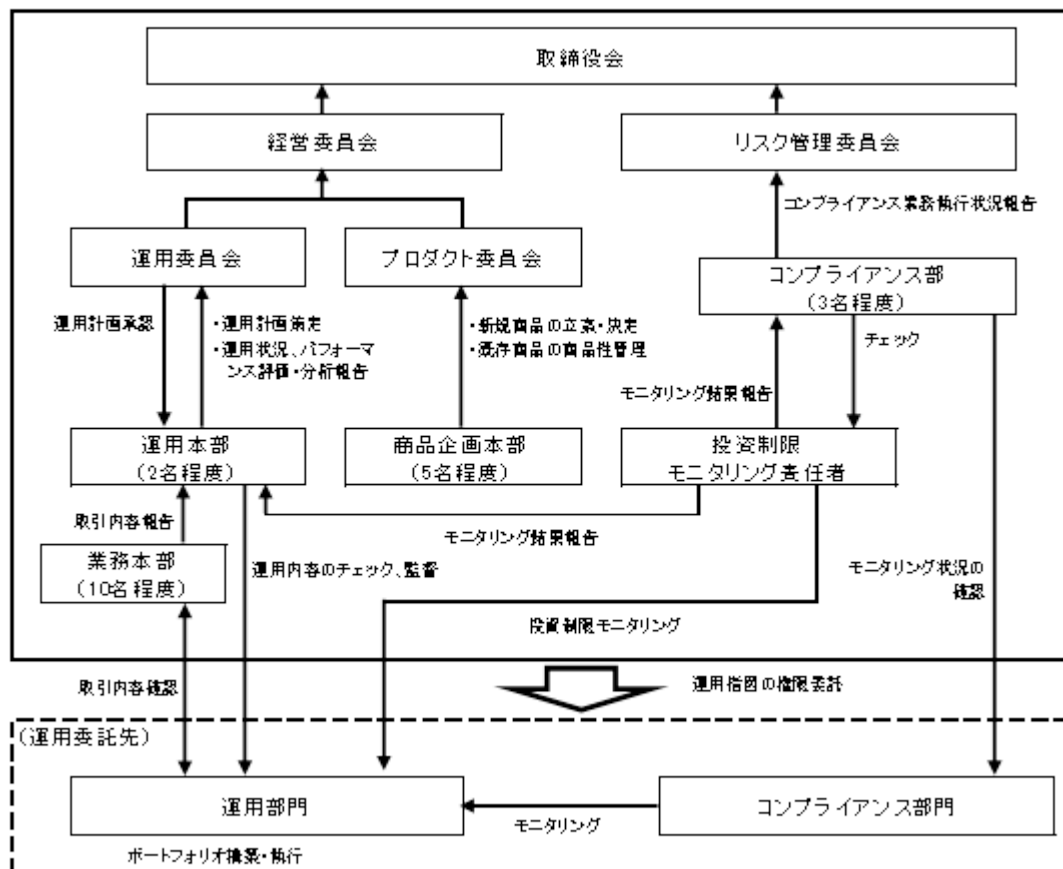 取締役会
経営委員会
リスク管理委員会
コンプライアンス業務執行状況報告
運用委員会
プロダクト委員会
コンプライアンス部
(3名程度)
運用計画承認
・運用計画策定
・運用状況、パフォーマ
ンス評価・分析報告
・新規商品の立案・決定
・既存商品の商品性管理
チェック
モニタリング結果報告
運用本部
(2名程度)
商品企画本部
(5名程度)
投資制限
モニタリング責任者
取引内容報告
モニタリング結果報告
業務本部
(10名程度)
運用内容のチェック、監督
モニタリング状況の
確認
投資制限モニタリング
取引内容確認
運用指図の権限委託
(運用委託先)
運用部門
モニタリング
コンプライアンス部門
ポートフォリオ構築・執行